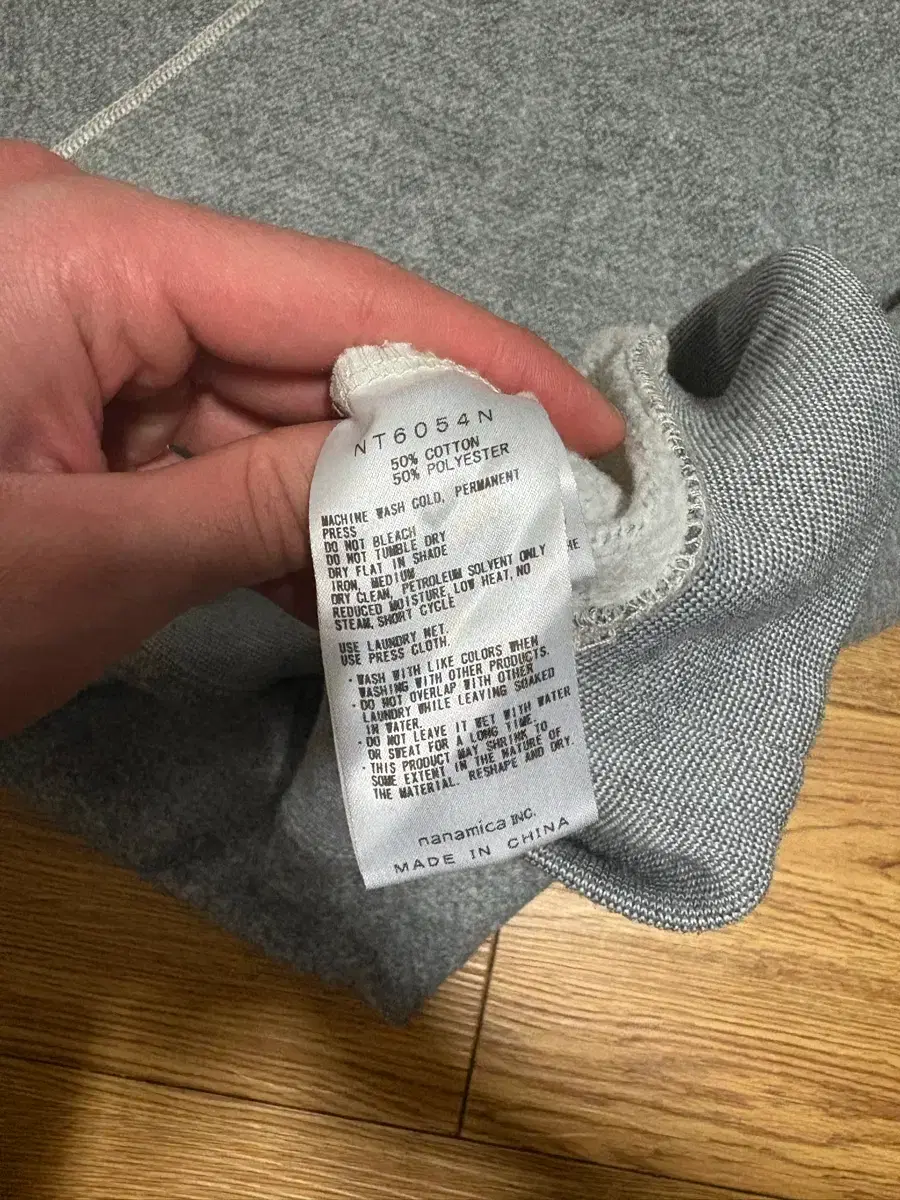 NT6054N
50% COTTON
50% POLYESTER
MACHINE WASH COLD, PERMANENT
PRESS
DO NOT BLEACH
DO NOT TUMBLE DRY
DRY FLAT IN SHADE
IRON, MEDIUM
DRY CLEAN, PETROLEUM SOLVENT ONLY
REDUCED MOISTURE, LOW HEAT, NO
STEAM, SHORT CYCLE
USE LAUNDRY NET.
USE PRESS CLOTH.
・WASH WITH LIKE COLORS WHEN
WASHING WITH OTHER PRODUCTS.
・DO NOT OVERLAP WITH OTHER
LAUNDRY WHILE LEAVING SOAKED
IN WATER.
・DO NOT LEAVE IT WET WITH WATER
OR SWEAT FOR A LONG TIME.
・THIS PRODUCT MAY SHRINK TO
SOME EXTENT IN THE NATURE OF
THE MATERIAL. RESHAPE AND DRY.
nanamica INC.
MADE IN CHINA
HE